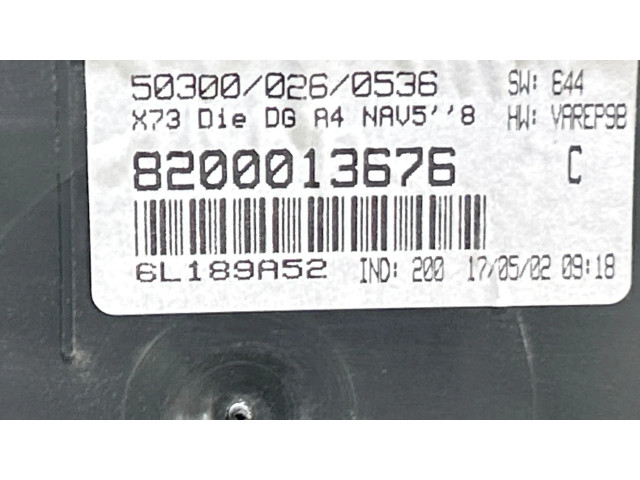 50300/026/0536 SW: E44
X73 Die DG A4 NAV5''8 HW: VAREP98
8200013676 C
6L189A52 IND: 200 17/05/02 09:18